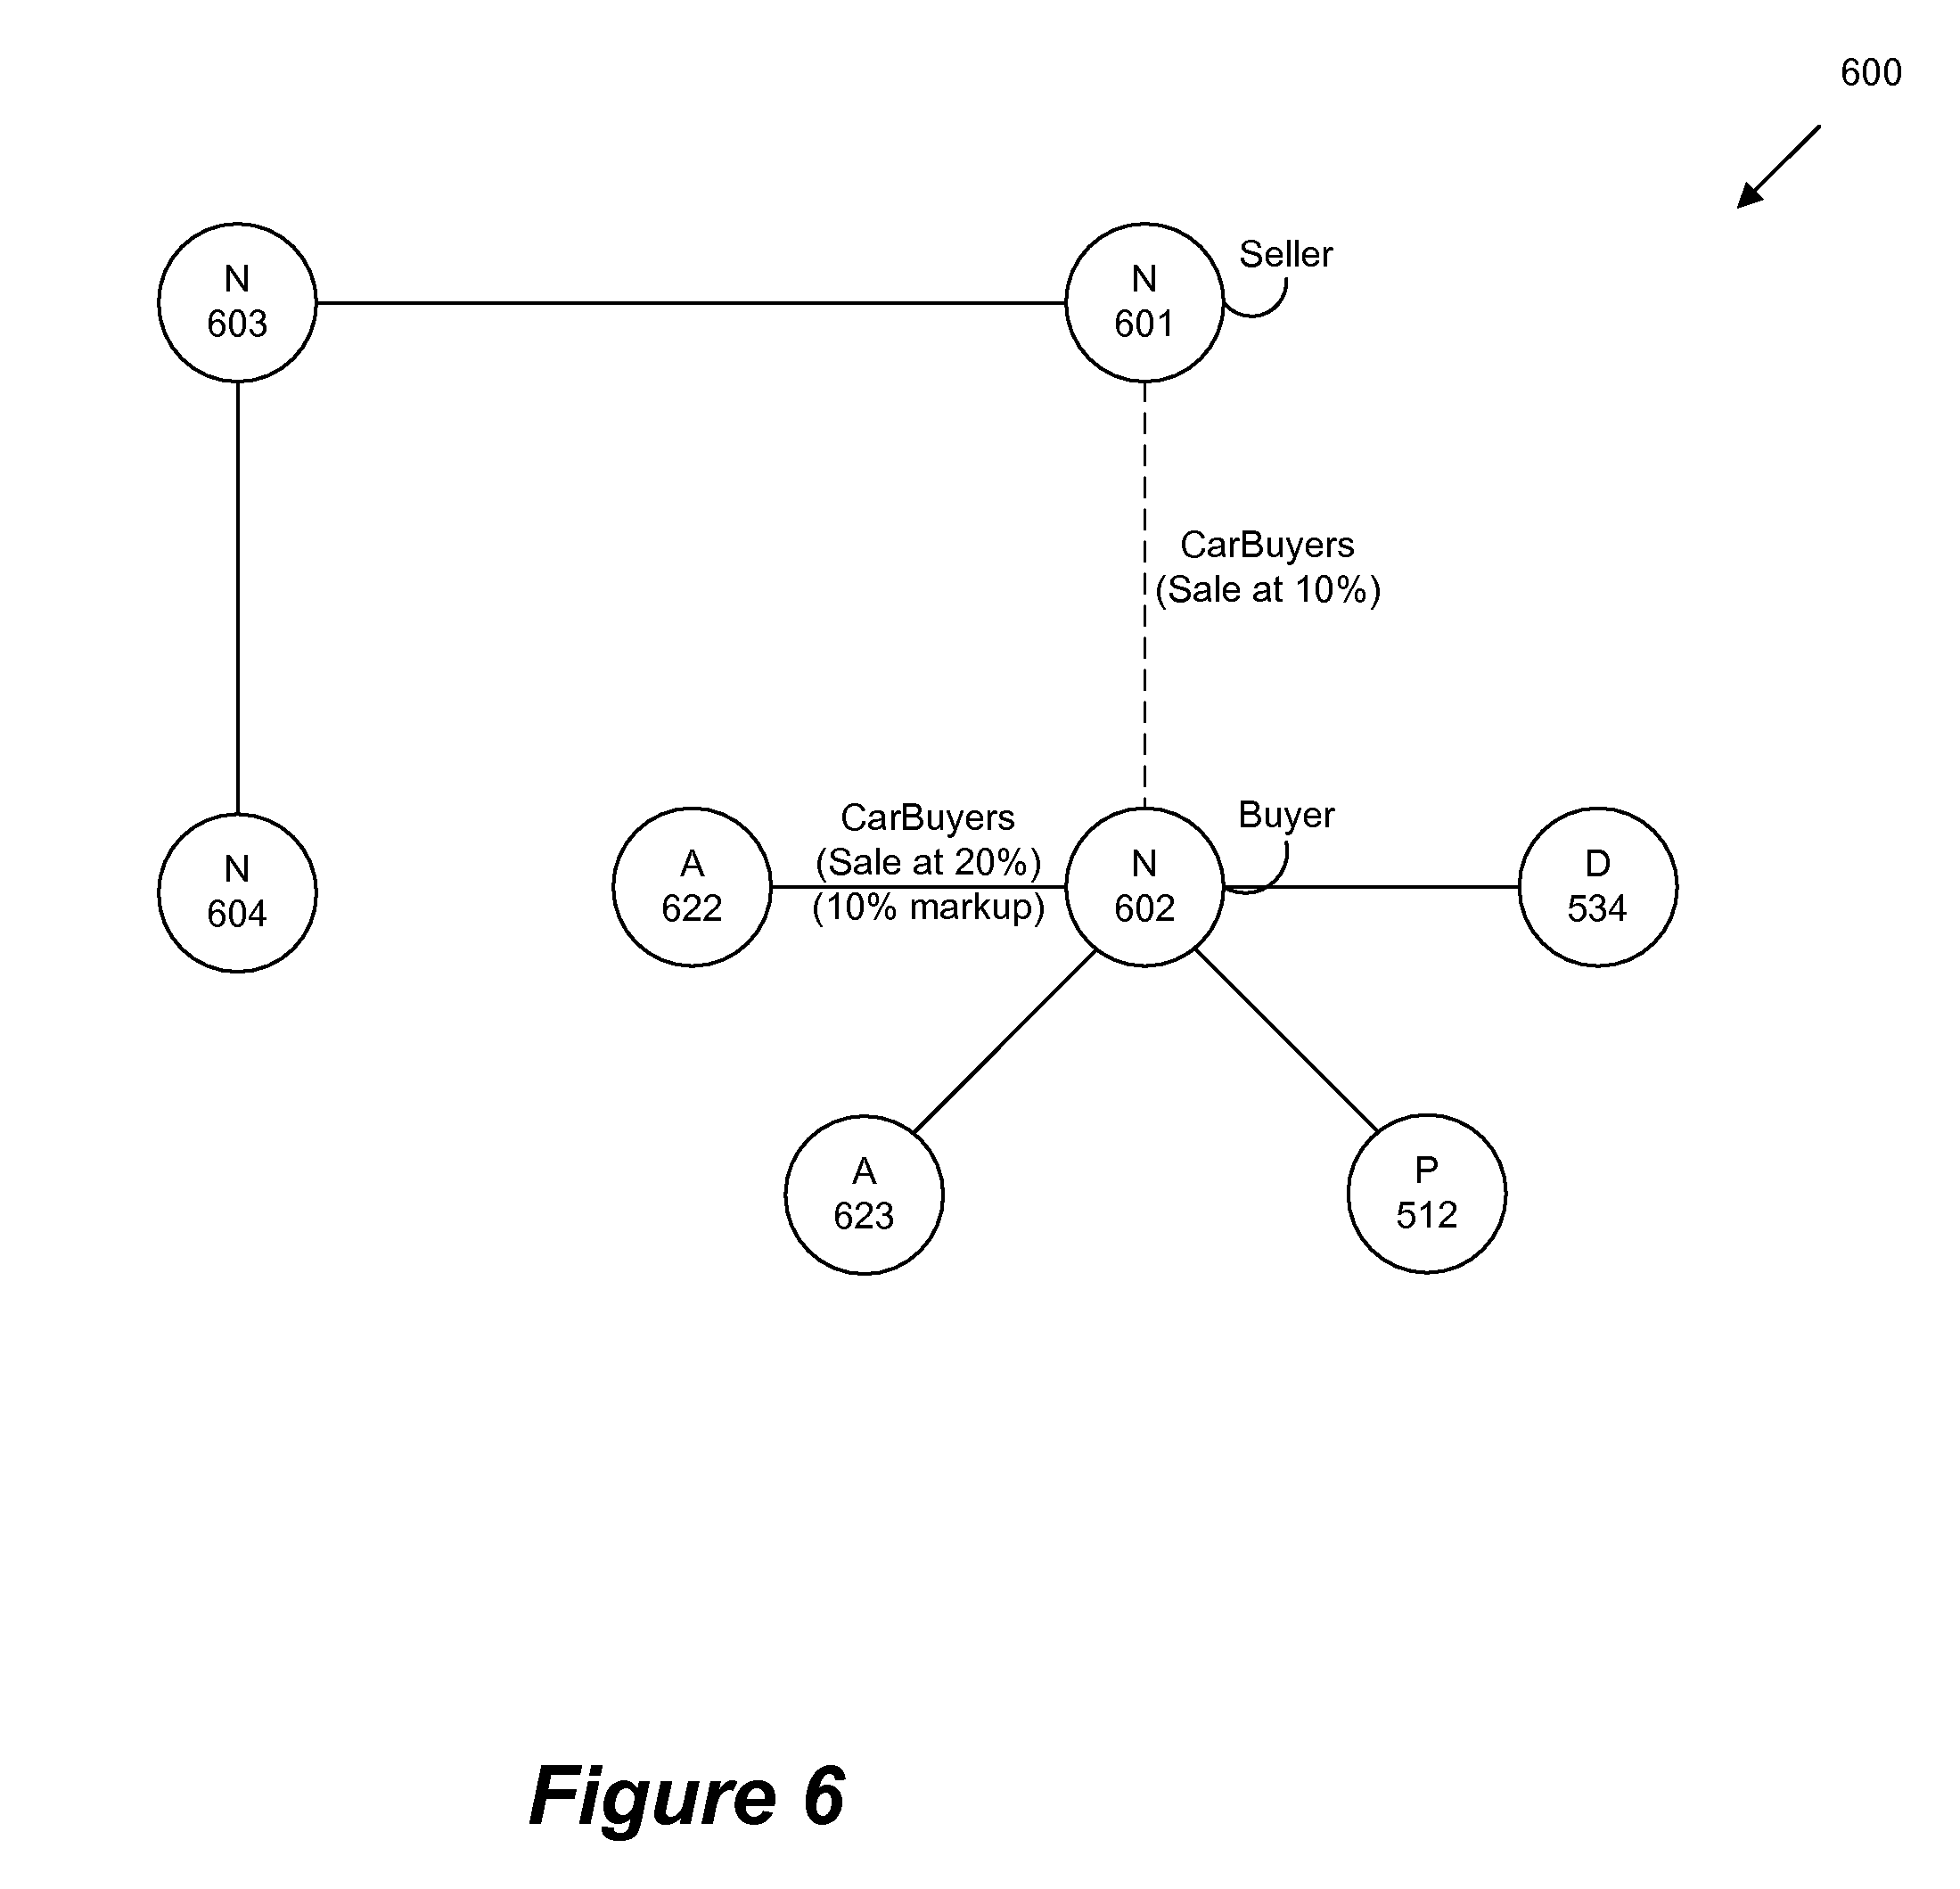 600
N
603
N
601
Seller
CarBuyers
(Sale at 10%)
N
604
A
622
CarBuyers
(Sale at 20%)
(10% markup)
N
602
Buyer
D
534
A
623
P
512
Figure 6